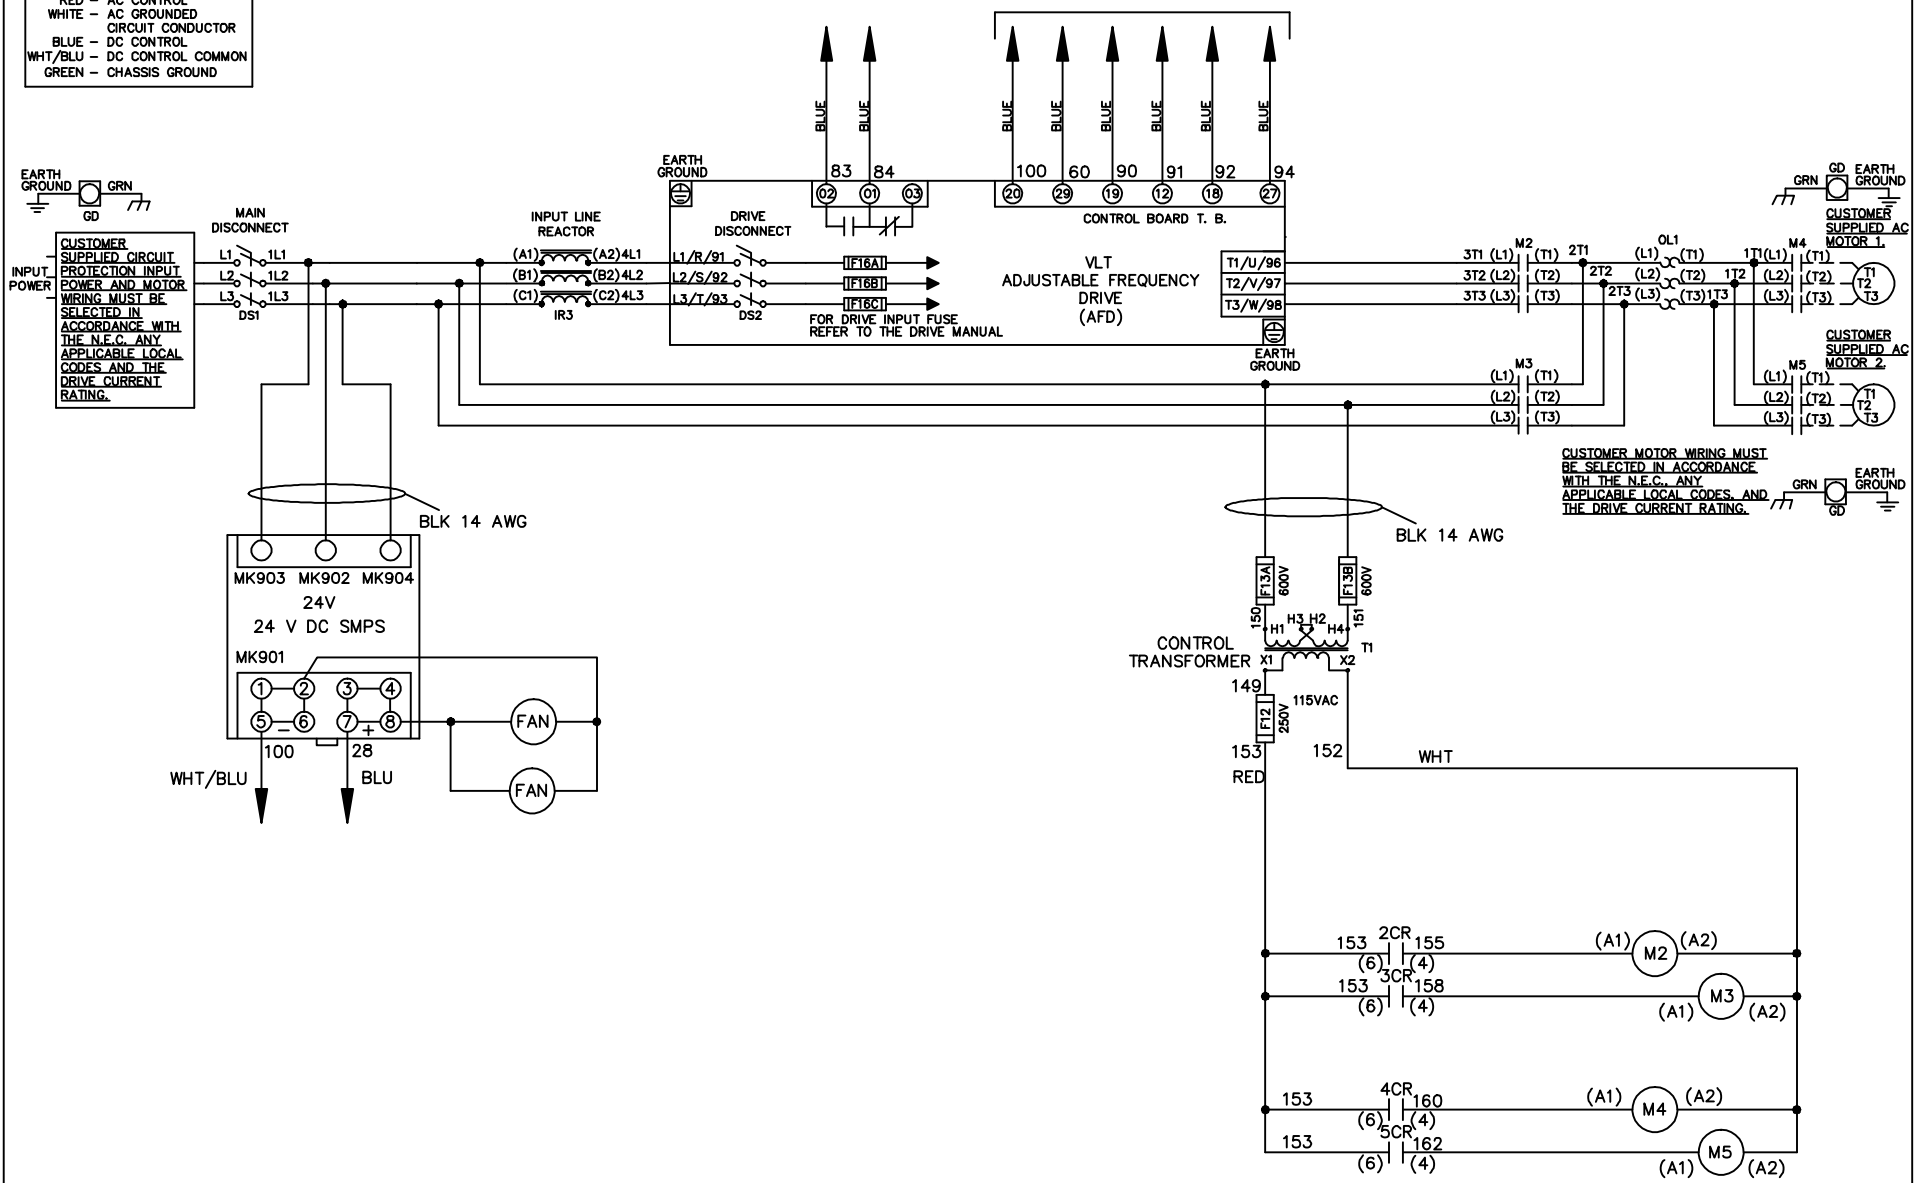 RED – AC CONTROL
WHITE – AC GROUNDED
CIRCUIT CONDUCTOR
BLUE – DC CONTROL
WHT/BLU – DC CONTROL COMMON
GREEN – CHASSIS GROUND
BLUE
BLUE
BLUE
BLUE
BLUE
BLUE
BLUE
BLUE
EARTH
GROUND
GRN
GD
EARTH
GROUND
83 84
02 01 03
100 60 90 91 92 94
20 29 19 12 18 27
CONTROL BOARD T. B.
GRN
GD
EARTH
GROUND
INPUT
POWER
CUSTOMER
SUPPLIED CIRCUIT
PROTECTION INPUT
POWER AND MOTOR
WIRING MUST BE
SELECTED IN
ACCORDANCE WITH
THE N.E.C. ANY
APPLICABLE LOCAL
CODES AND THE
DRIVE CURRENT
RATING.
MAIN
DISCONNECT
L1 1L1
L2 1L2
L3 1L3
DS1
INPUT LINE
REACTOR
(A1) (A2) 4L1
(B1) (B2) 4L2
(C1) (C2) 4L3
IR3
DRIVE
DISCONNECT
L1/R/91
L2/S/92
L3/T/93
DS2
F16A
F16B
F16C
FOR DRIVE INPUT FUSE
REFER TO THE DRIVE MANUAL
VLT
ADJUSTABLE FREQUENCY
DRIVE
(AFD)
T1/U/96
T2/V/97
T3/W/98
EARTH
GROUND
M2
3T1 (L1) (T1) 2T1
3T2 (L2) (T2) 2T2
3T3 (L3) (T3) 2T3
OL1
(L1) (T1) 1T1
(L2) (T2) 1T2
(L3) (T3) 1T3
CUSTOMER
SUPPLIED AC
MOTOR 1.
M4
(L1) (T1)
(L2) (T2)
(L3) (T3)
T1
T2
T3
M3
(L1) (T1)
(L2) (T2)
(L3) (T3)
CUSTOMER
SUPPLIED AC
MOTOR 2.
M5
(L1) (T1)
(L2) (T2)
(L3) (T3)
T1
T2
T3
CUSTOMER MOTOR WIRING MUST
BE SELECTED IN ACCORDANCE
WITH THE N.E.C., ANY
APPLICABLE LOCAL CODES, AND
THE DRIVE CURRENT RATING.
GRN
GD
EARTH
GROUND
BLK 14 AWG
MK903 MK902 MK904
24V
24 V DC SMPS
MK901
1 2 3 4
5 6 7 8
– +
100 28
WHT/BLU
BLU
FAN
FAN
BLK 14 AWG
F13A
600V
F13B
600V
150
151
H1 H3 H2 H4
T1
CONTROL
TRANSFORMER
X1 X2
149
115VAC
F12
250V
153
RED
152
WHT
2CR
153 155
(6) (4)
(A1) M2 (A2)
3CR
153 158
(6) (4)
(A1) M3 (A2)
4CR
153 160
(6) (4)
(A1) M4 (A2)
5CR
153 162
(6) (4)
(A1) M5 (A2)